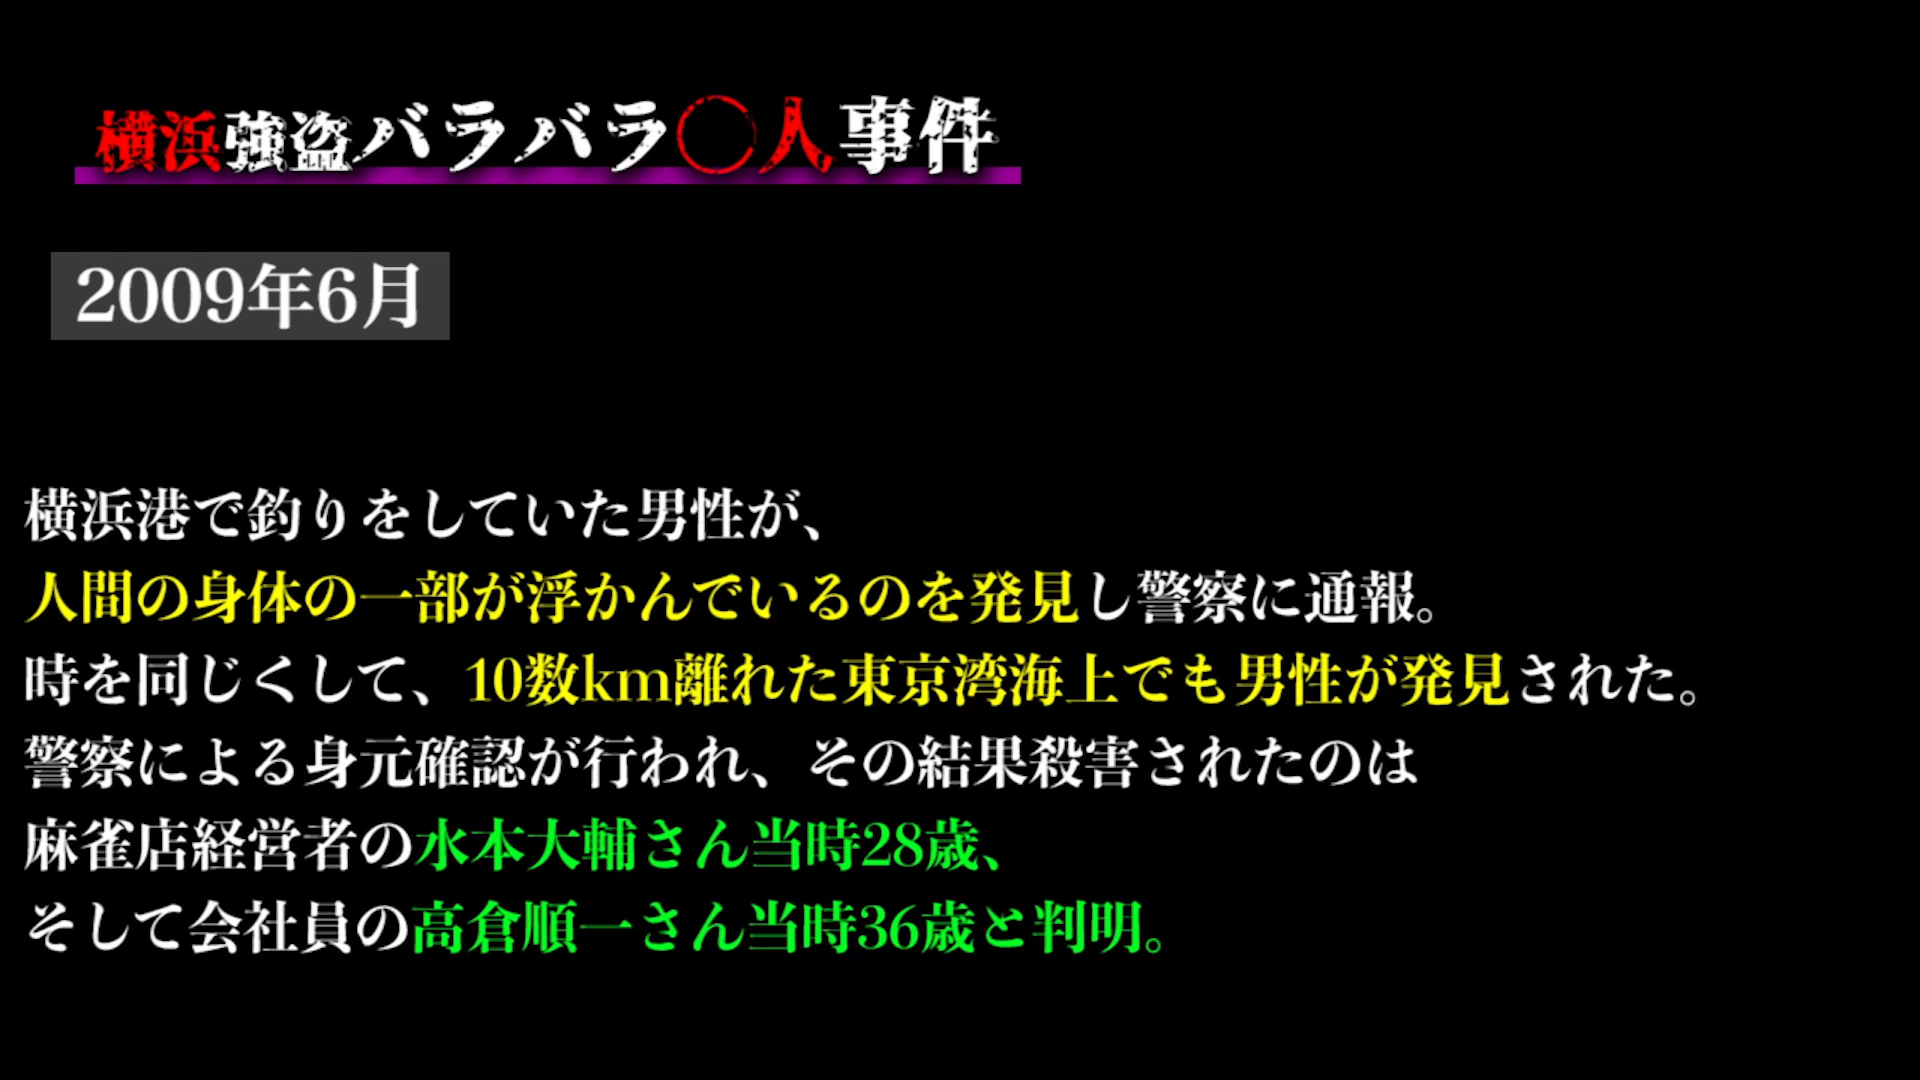 横浜強盗バラバラ◯人事件
2009年6月
横浜港で釣りをしていた男性が、
人間の身体の一部が浮かんでいるのを発見し警察に通報。
時を同じくして、10数km離れた東京湾海上でも男性が発見された。
警察による身元確認が行われ、その結果殺害されたのは
麻雀店経営者の水本大輔さん当時28歳、
そして会社員の高倉順一さん当時36歳と判明。